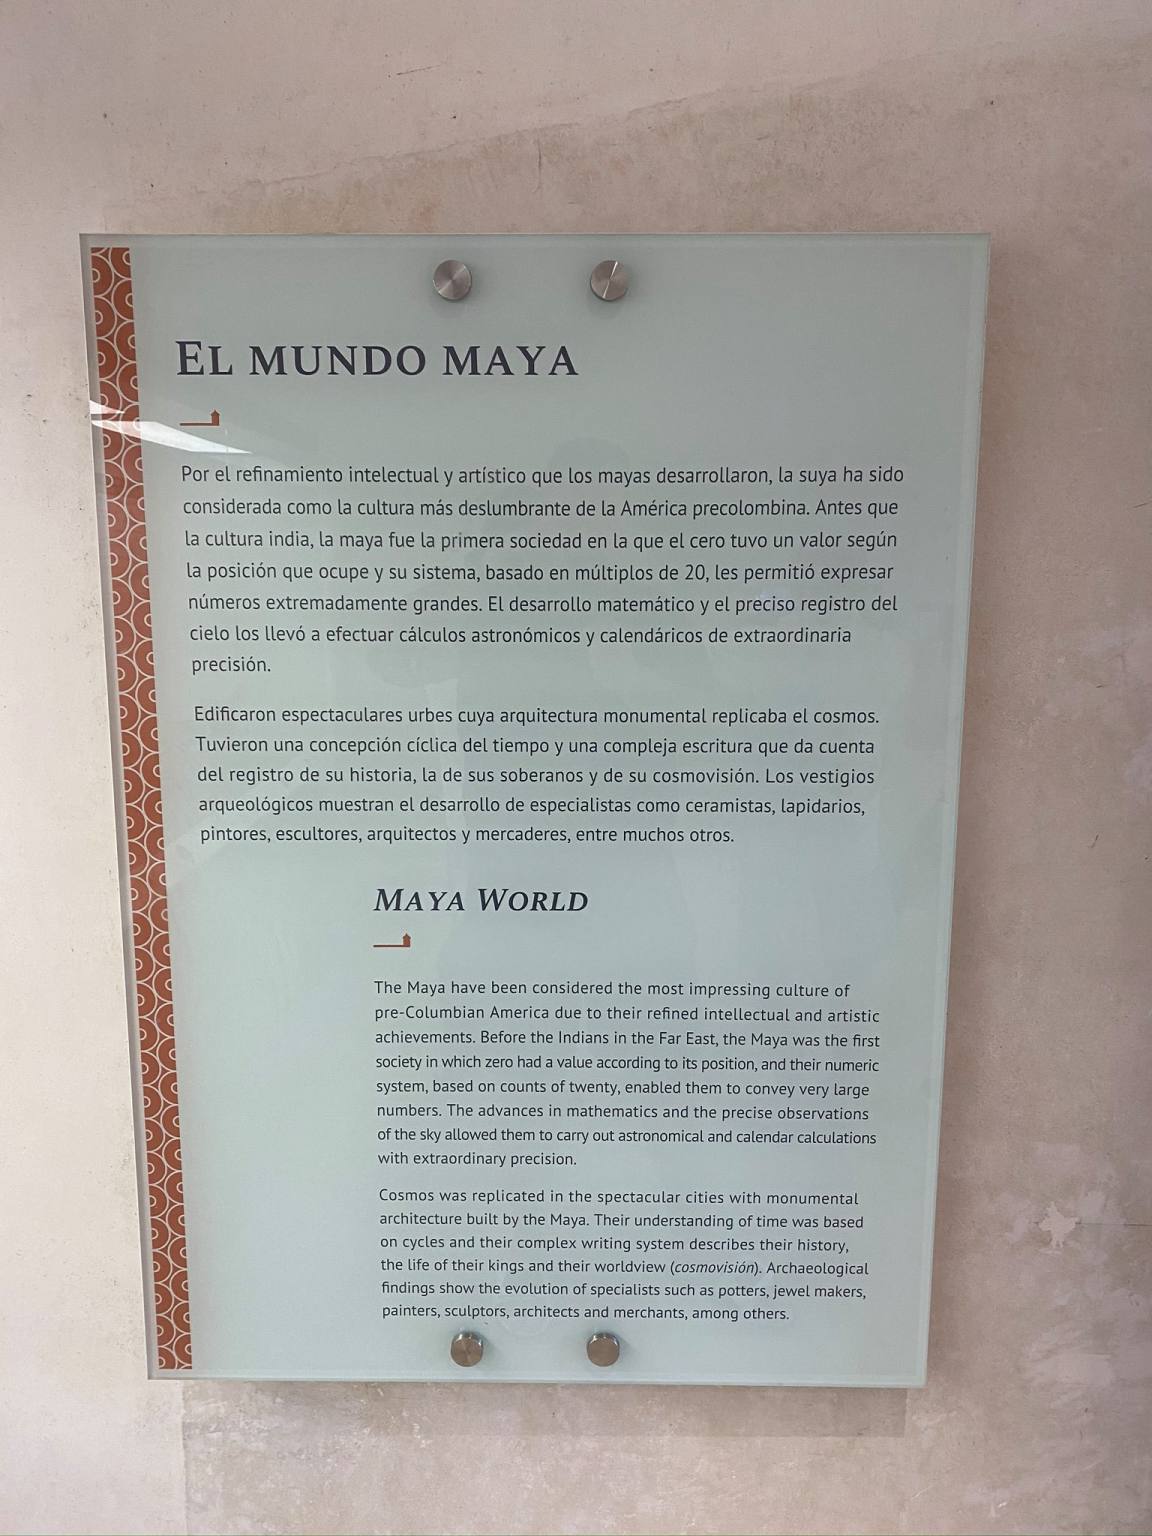 EL MUNDO MAYA
Por el refinamiento intelectual y artístico que los mayas desarrollaron, la suya ha sido
considerada como la cultura más deslumbrante de la América precolombina. Antes que
la cultura india, la maya fue la primera sociedad en la que el cero tuvo un valor según
la posición que ocupe y su sistema, basado en múltiplos de 20, les permitió expresar
números extremadamente grandes. El desarrollo matemático y el preciso registro del
cielo los llevó a efectuar cálculos astronómicos y calendáricos de extraordinaria
precisión.
Edificaron espectaculares urbes cuya arquitectura monumental replicaba el cosmos.
Tuvieron una concepción cíclica del tiempo y una compleja escritura que da cuenta
del registro de su historia, la de sus soberanos y de su cosmovisión. Los vestigios
arqueológicos muestran el desarrollo de especialistas como ceramistas, lapidarios,
pintores, escultores, arquitectos y mercaderes, entre muchos otros.
MAYA WORLD
The Maya have been considered the most impressing culture of
pre-Columbian America due to their refined intellectual and artistic
achievements. Before the Indians in the Far East, the Maya was the first
society in which zero had a value according to its position, and their numeric
system, based on counts of twenty, enabled them to convey very large
numbers. The advances in mathematics and the precise observations
of the sky allowed them to carry out astronomical and calendar calculations
with extraordinary precision.
Cosmos was replicated in the spectacular cities with monumental
architecture built by the Maya. Their understanding of time was based
on cycles and their complex writing system describes their history,
the life of their kings and their worldview (cosmovisión). Archaeological
findings show the evolution of specialists such as potters, jewel makers,
painters, sculptors, architects and merchants, among others.